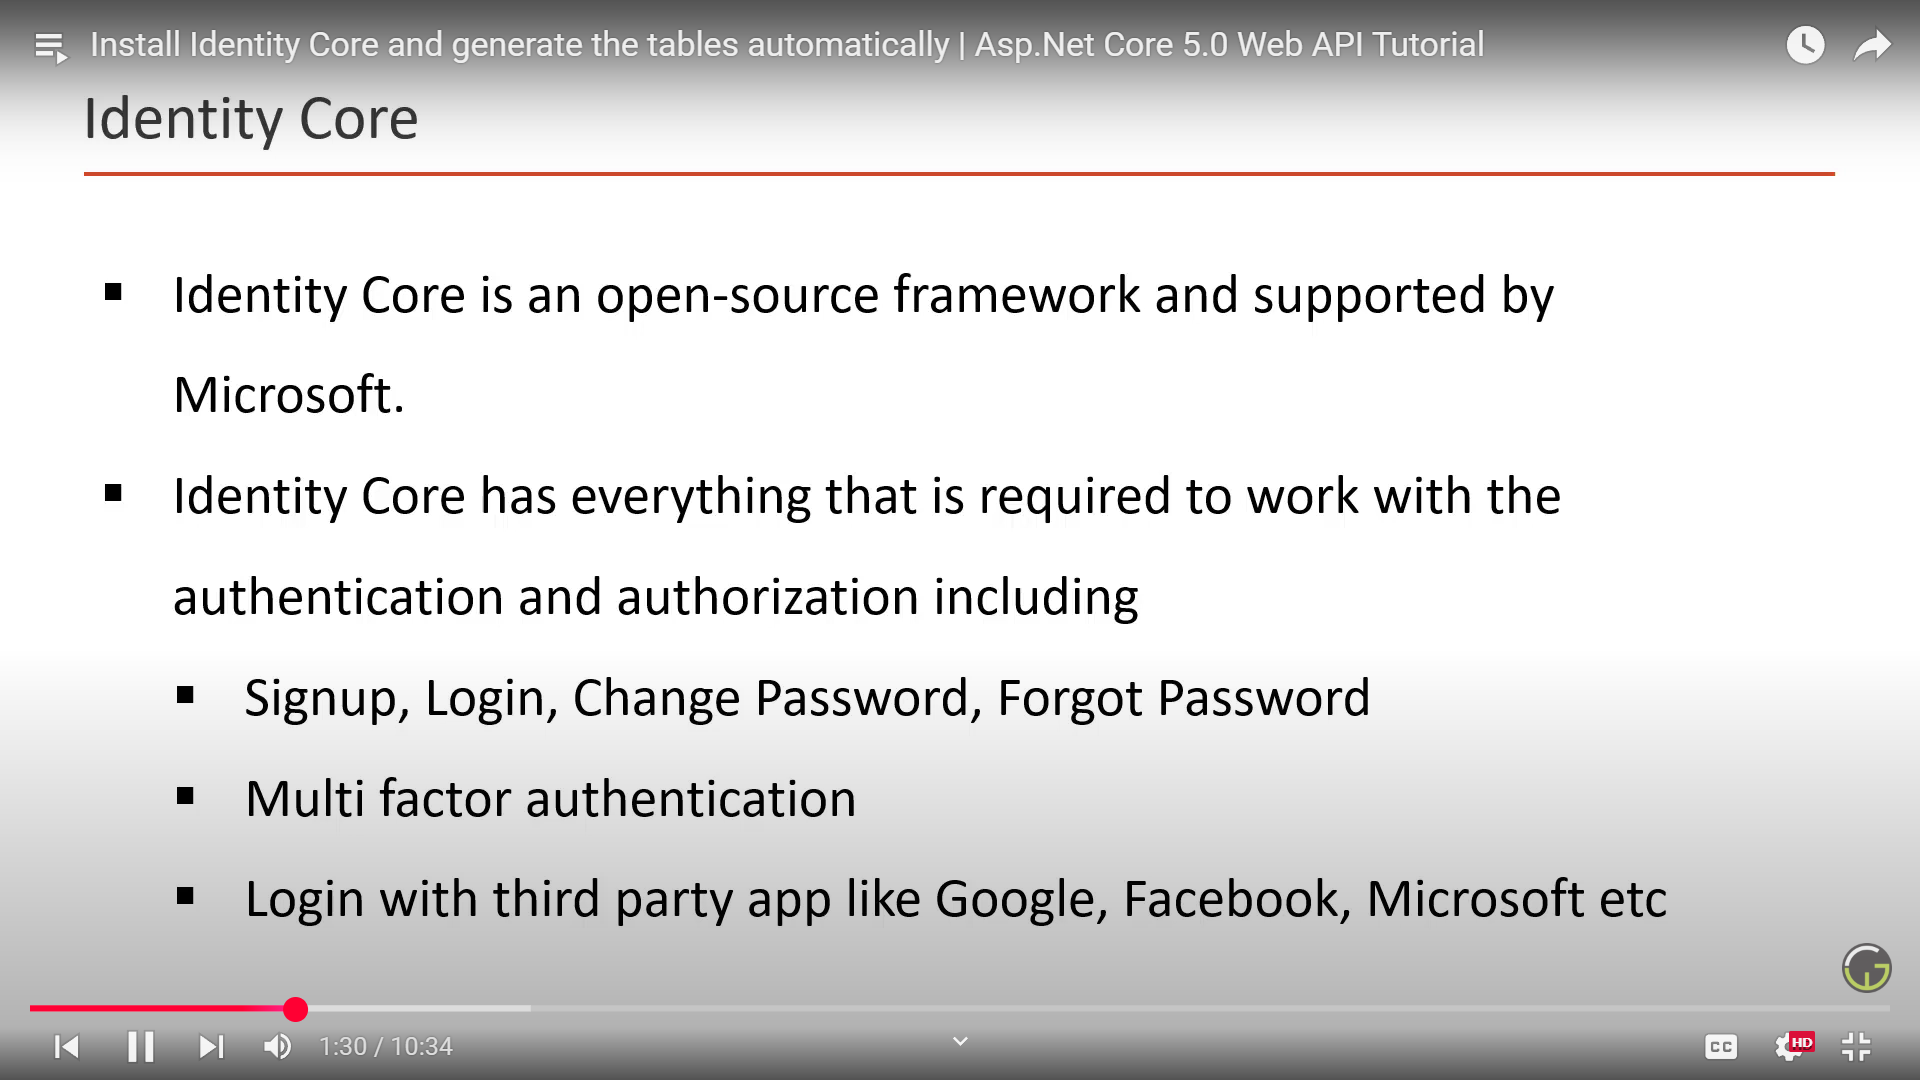 Install Identity Core and generate the tables automatically | Asp.Net Core 5.0 Web API Tutorial
Identity Core
▪ Identity Core is an open-source framework and supported by
Microsoft.
▪ Identity Core has everything that is required to work with the
authentication and authorization including
▪ Signup, Login, Change Password, Forgot Password
▪ Multi factor authentication
▪ Login with third party app like Google, Facebook, Microsoft etc
1:30 / 10:34
CC
HD